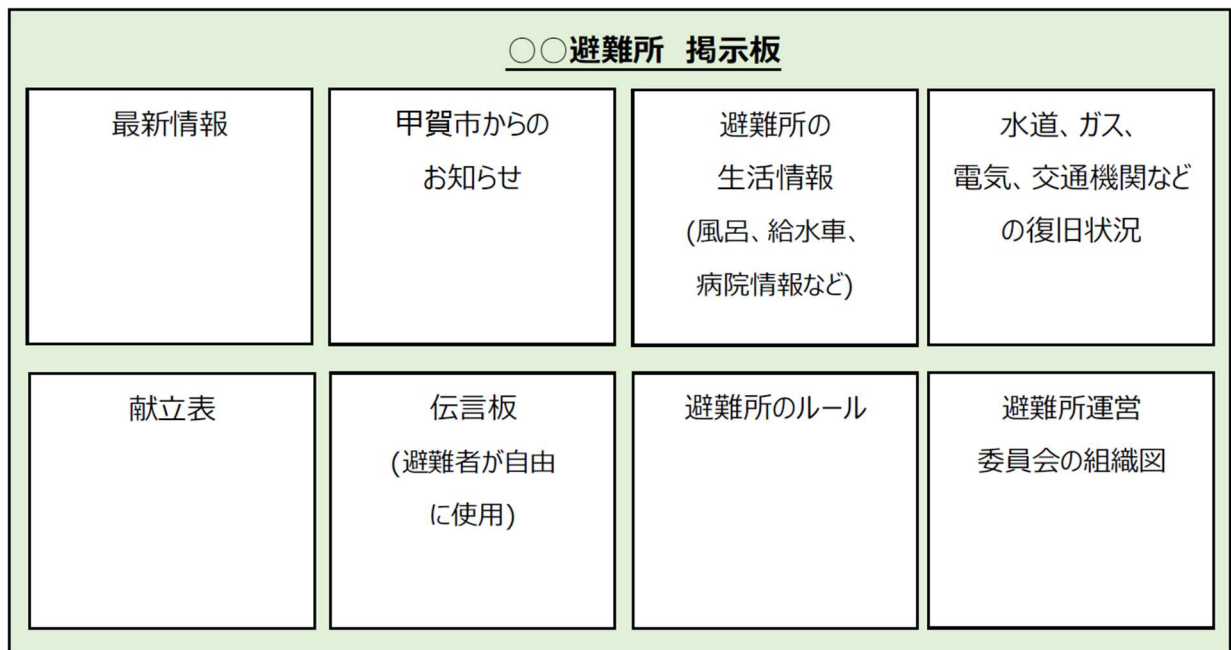 ○○避難所 掲示板
最新情報
甲賀市からの
お知らせ
避難所の
生活情報
(風呂、給水車、
病院情報など)
水道、ガス、
電気、交通機関など
の復旧状況
献立表
伝言板
(避難者が自由
に使用)
避難所のルール
避難所運営
委員会の組織図